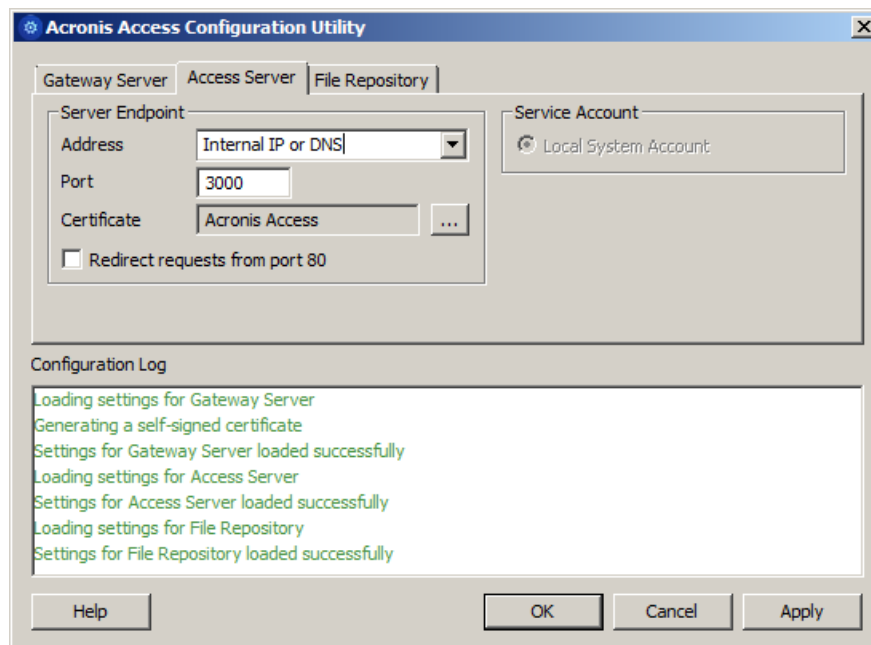 Acronis Access Configuration Utility
Gateway Server Access Server File Repository
Server Endpoint
Address Internal IP or DNS
Port 3000
Certificate Acronis Access ...
Redirect requests from port 80
Service Account
Local System Account
Configuration Log
Loading settings for Gateway Server
Generating a self-signed certificate
Settings for Gateway Server loaded successfully
Loading settings for Access Server
Settings for Access Server loaded successfully
Loading settings for File Repository
Settings for File Repository loaded successfully
Help OK Cancel Apply